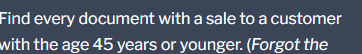 Find every document with a sale to a customer
with the age 45 years or younger. (Forgot the